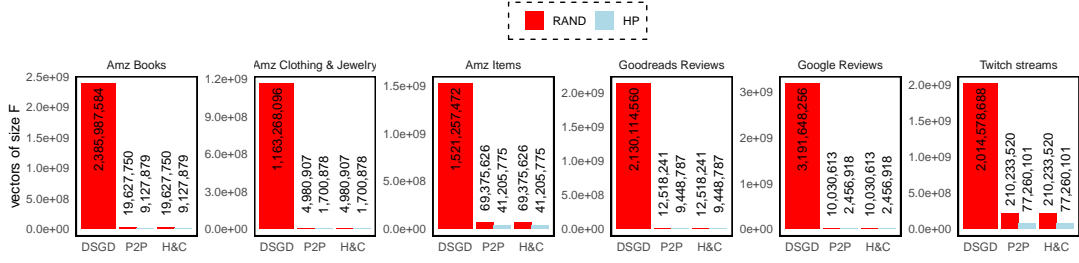 RAND HP
vectors of size F
Amz Books
2.5e+09
2.0e+09
1.5e+09
1.0e+09
5.0e+08
0.0e+00
2,385,987,584
19,627,750
9,127,879
19,627,750
9,127,879
DSGD P2P H&C
Amz Clothing & Jewelry
1.2e+09
9.0e+08
6.0e+08
3.0e+08
0.0e+00
1,163,268,096
4,980,907
1,700,878
4,980,907
1,700,878
DSGD P2P H&C
Amz Items
1.5e+09
1.0e+09
5.0e+08
0.0e+00
1,521,257,472
69,375,626
41,205,775
69,375,626
41,205,775
DSGD P2P H&C
Goodreads Reviews
2.0e+09
1.5e+09
1.0e+09
5.0e+08
0.0e+00
2,130,114,560
12,518,241
9,448,787
12,518,241
9,448,787
DSGD P2P H&C
Google Reviews
3e+09
2e+09
1e+09
0e+00
3,191,648,256
10,030,613
2,456,918
10,030,613
2,456,918
DSGD P2P H&C
Twitch streams
2.0e+09
1.5e+09
1.0e+09
5.0e+08
0.0e+00
2,014,578,688
210,233,520
77,260,101
210,233,520
77,260,101
DSGD P2P H&C